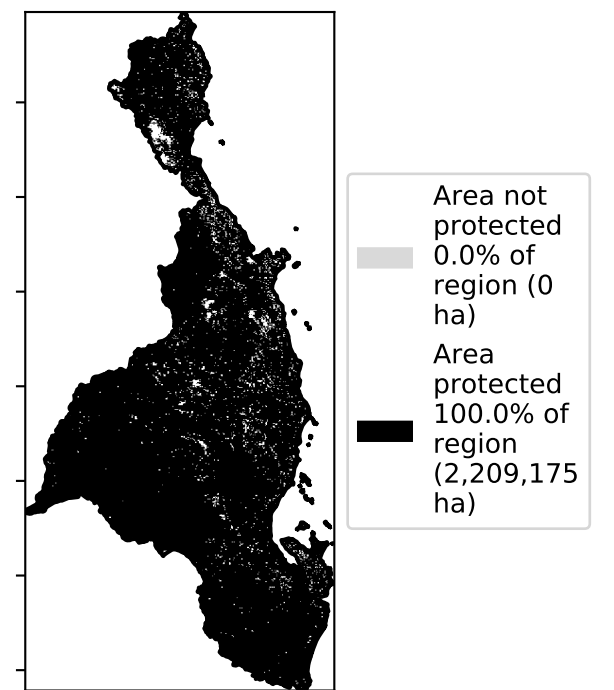 Area not
protected
0.0% of
region (0
ha)
Area
protected
100.0% of
region
(2,209,175
ha)